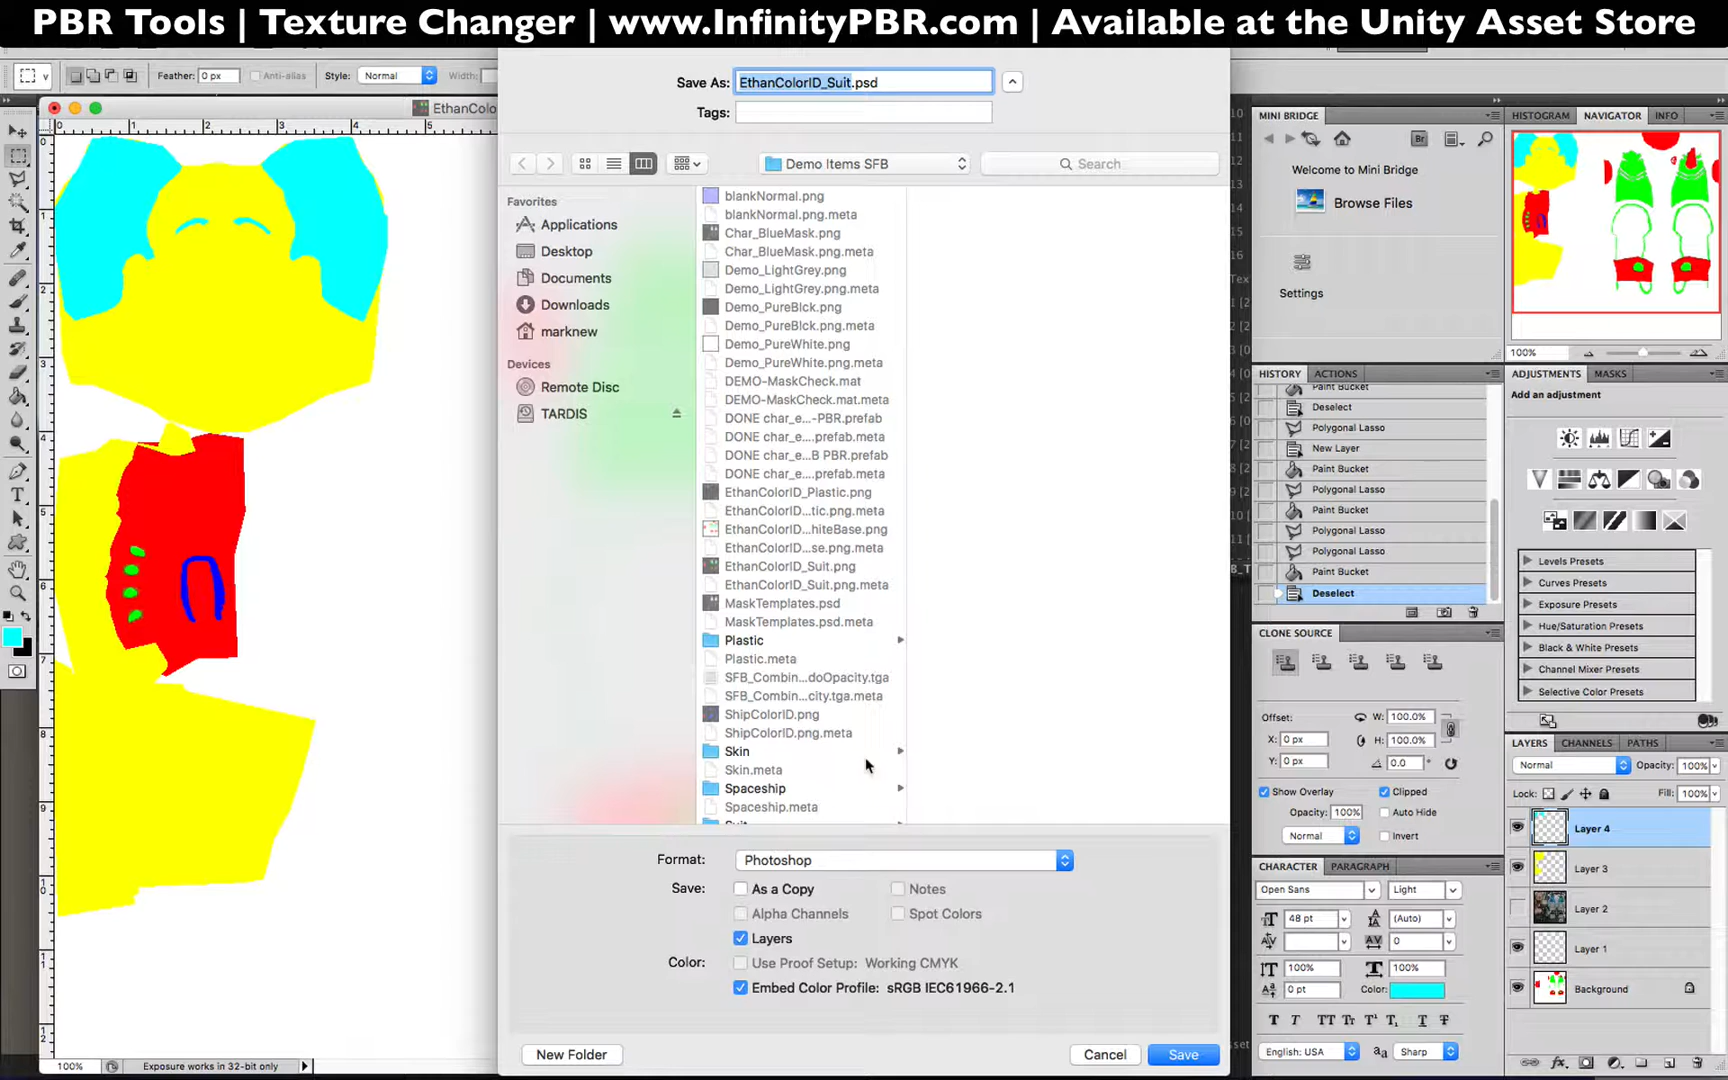 PBR Tools | Texture Changer | www.InfinityPBR.com | Available at the Unity Asset Store
Feather: 0 px Anti-alias Style: Normal Width:
EthanColo
0 1 2 3 4 5
Save As: EthanColorID_Suit.psd
Tags:
Demo Items SFB
Search
Favorites
Applications
Desktop
Documents
Downloads
marknew
Devices
Remote Disc
TARDIS
blankNormal.png
blankNormal.png.meta
Char_BlueMask.png
Char_BlueMask.png.meta
Demo_LightGrey.png
Demo_LightGrey.png.meta
Demo_PureBlck.png
Demo_PureBlck.png.meta
Demo_PureWhite.png
Demo_PureWhite.png.meta
DEMO-MaskCheck.mat
DEMO-MaskCheck.mat.meta
DONE char_e...-PBR.prefab
DONE char_e...prefab.meta
DONE char_e...B PBR.prefab
DONE char_e...prefab.meta
EthanColorID_Plastic.png
EthanColorID...tic.png.meta
EthanColorID...hiteBase.png
EthanColorID...se.png.meta
EthanColorID_Suit.png
EthanColorID_Suit.png.meta
MaskTemplates.psd
MaskTemplates.psd.meta
Plastic
Plastic.meta
SFB_Combin...doOpacity.tga
SFB_Combin...city.tga.meta
ShipColorID.png
ShipColorID.png.meta
Skin
Skin.meta
Spaceship
Spaceship.meta
Format: Photoshop
Save: As a Copy Notes
Alpha Channels Spot Colors
Layers
Color: Use Proof Setup: Working CMYK
Embed Color Profile: sRGB IEC61966-2.1
New Folder Cancel Save
100% Exposure works in 32-bit only
MINI BRIDGE
Welcome to Mini Bridge
Br
Browse Files
Settings
HISTOGRAM NAVIGATOR INFO
100%
HISTORY ACTIONS
Paint Bucket
Deselect
Polygonal Lasso
New Layer
Paint Bucket
Polygonal Lasso
Paint Bucket
Polygonal Lasso
Polygonal Lasso
Paint Bucket
Deselect
ADJUSTMENTS MASKS
Add an adjustment
Levels Presets
Curves Presets
Exposure Presets
Hue/Saturation Presets
Black & White Presets
Channel Mixer Presets
Selective Color Presets
CLONE SOURCE
Offset: W: 100.0%
X: 0 px H: 100.0%
Y: 0 px 0.0 °
Show Overlay Clipped
Opacity: 100% Auto Hide
Normal Invert
CHARACTER PARAGRAPH
Open Sans Light
48 pt (Auto)
0
100% 100%
0 pt Color:
T T TT Tr T¹ T₁ T T
English: USA aa Sharp
LAYERS CHANNELS PATHS
Normal Opacity: 100%
Lock: Fill: 100%
Layer 4
Layer 3
Layer 2
Layer 1
Background